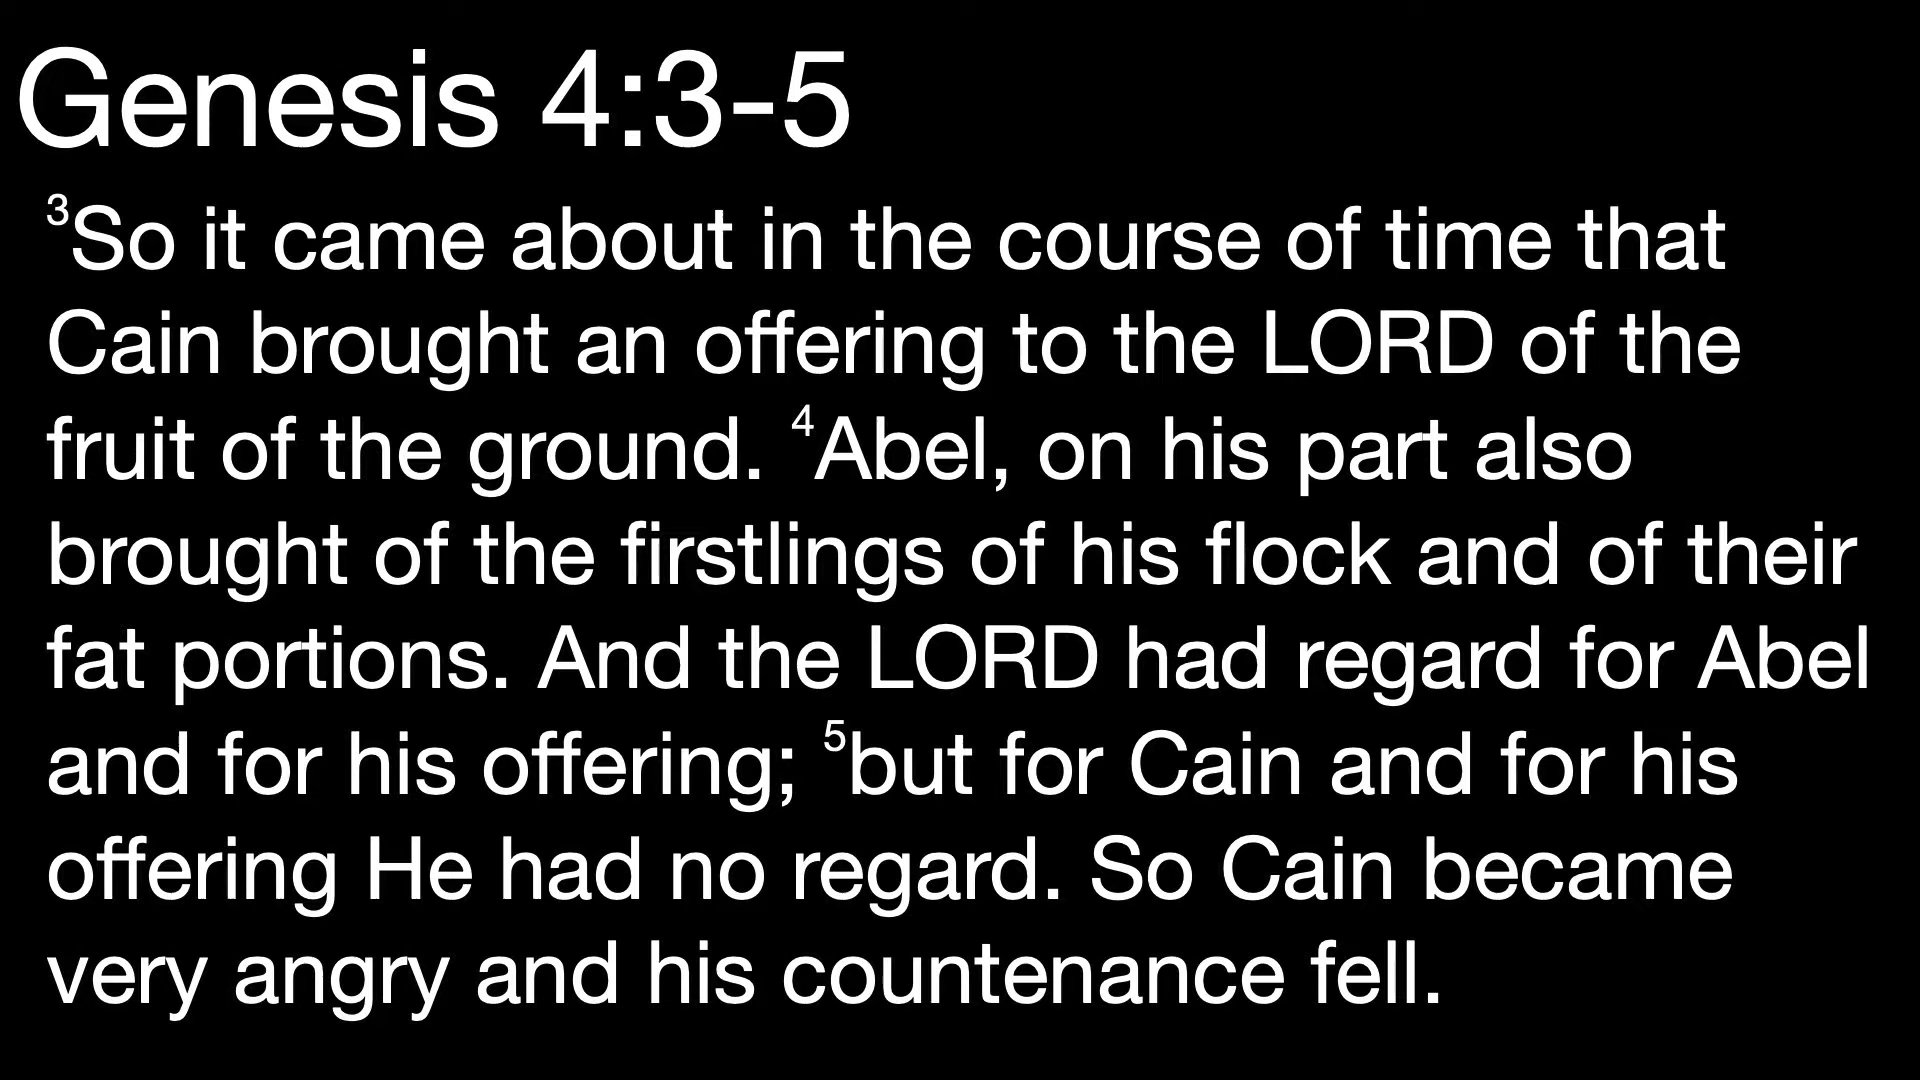 Genesis 4:3-5
³So it came about in the course of time that
Cain brought an offering to the LORD of the
fruit of the ground. ⁴Abel, on his part also
brought of the firstlings of his flock and of their
fat portions. And the LORD had regard for Abel
and for his offering; ⁵but for Cain and for his
offering He had no regard. So Cain became
very angry and his countenance fell.